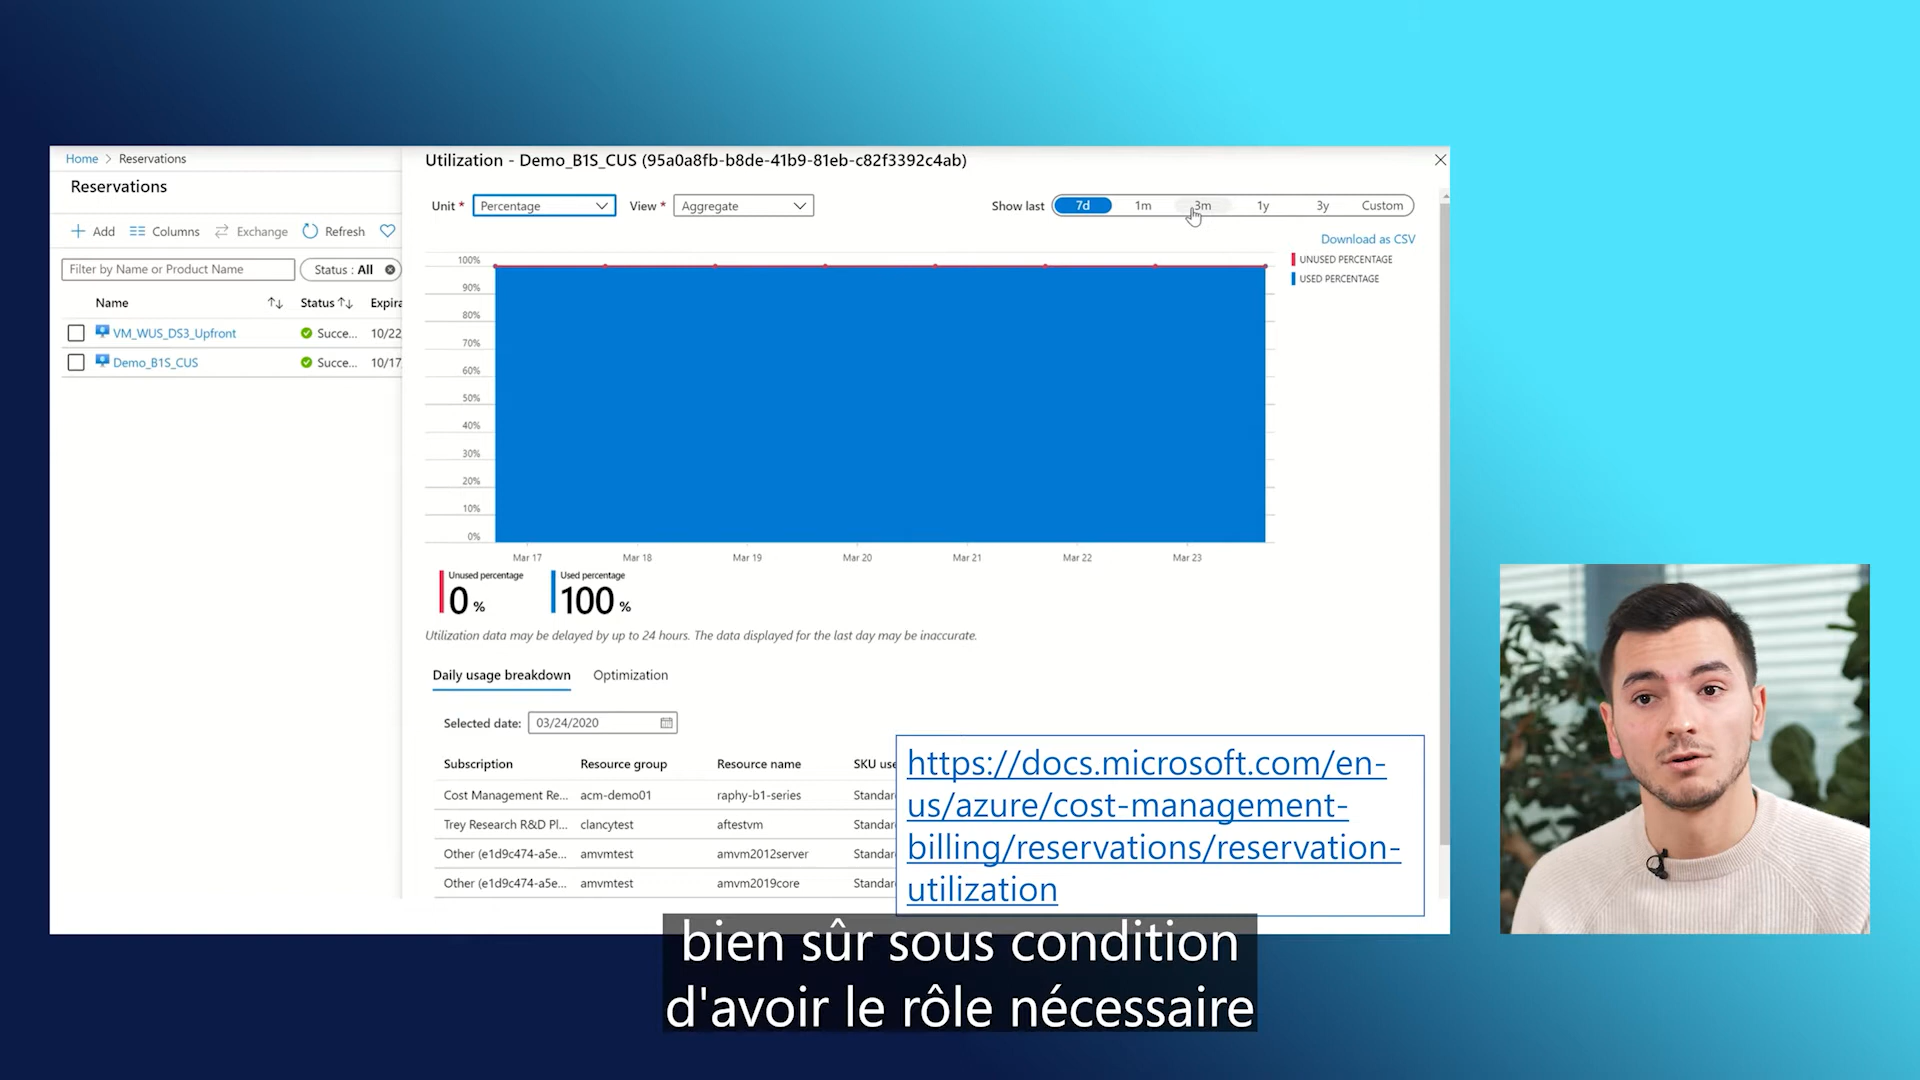 Home > Reservations
Reservations
Add Columns Exchange Refresh
Filter by Name or Product Name Status : All
Name Status Expira
VM_WUS_DS3_Upfront Succe... 10/22
Demo_B1S_CUS Succe... 10/17
Utilization - Demo_B1S_CUS (95a0a8fb-b8de-41b9-81eb-c82f3392c4ab)
Unit * Percentage View * Aggregate Show last 7d 1m 3m 1y 3y Custom
Download as CSV
UNUSED PERCENTAGE
USED PERCENTAGE
100%
90%
80%
70%
60%
50%
40%
30%
20%
10%
0%
Mar 17 Mar 18 Mar 19 Mar 20 Mar 21 Mar 22 Mar 23
Unused percentage Used percentage
0 % 100 %
Utilization data may be delayed by up to 24 hours. The data displayed for the last day may be inaccurate.
Daily usage breakdown Optimization
Selected date: 03/24/2020
Subscription Resource group Resource name SKU use
Cost Management Re... acm-demo01 raphy-b1-series Standar
Trey Research R&D Pl... clancytest aftestvm Standar
Other (e1d9c474-a5e... amvmtest amvm2012server Standar
Other (e1d9c474-a5e... amvmtest amvm2019core Standar
https://docs.microsoft.com/en-
us/azure/cost-management-
billing/reservations/reservation-
utilization
bien sûr sous condition
d'avoir le rôle nécessaire